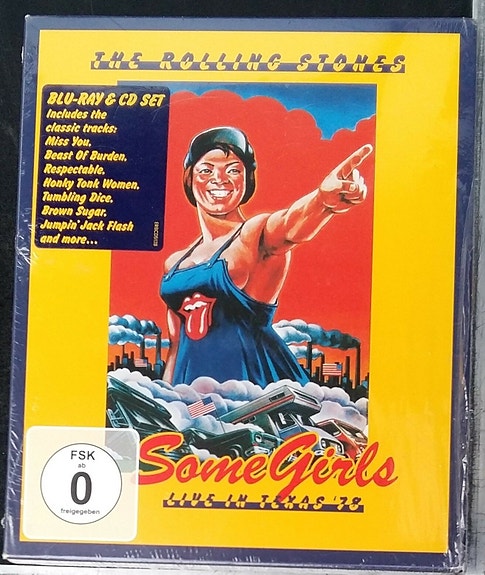 THE ROLLING STONES
BLU-RAY & CD SET
Includes the
classic tracks:
Miss You,
Beast Of Burden,
Respectable,
Honky Tonk Women,
Tumbling Dice,
Brown Sugar,
Jumpin' Jack Flash
and more...
Some Girls
LIVE IN TEXAS '78
FSK
ab
0
freigegeben